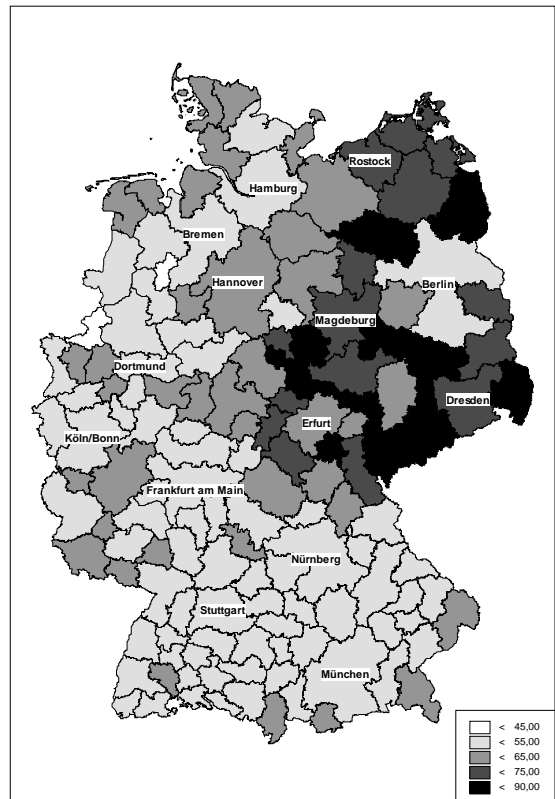 Rostock
Hamburg
Bremen
Hannover
Berlin
Magdeburg
Dortmund
Dresden
Erfurt
Köln/Bonn
Frankfurt am Main
Nürnberg
Stuttgart
München
< 45,00
< 55,00
< 65,00
< 75,00
< 90,00